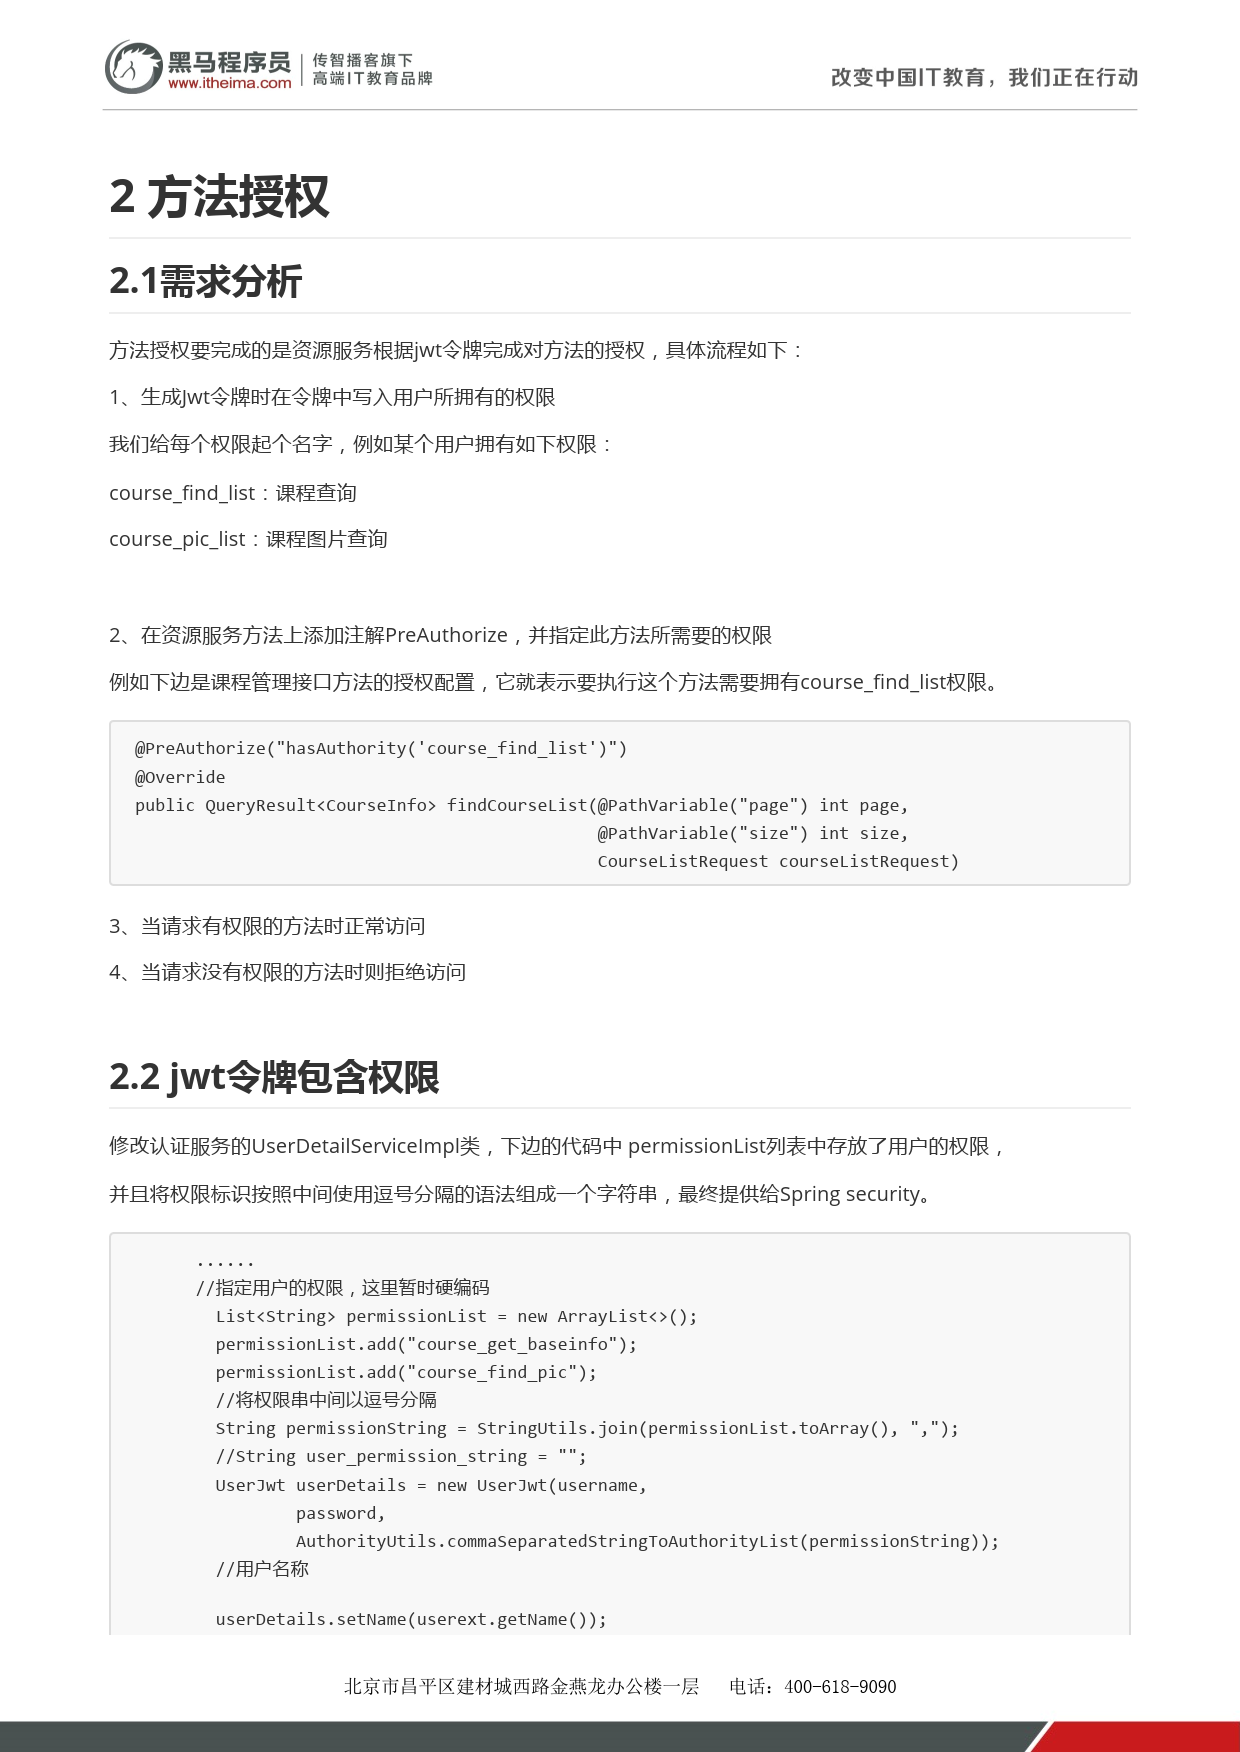 黑马程序员
www.itheima.com
传智播客旗下
高端IT教育品牌
改变中国IT教育，我们正在行动
2 方法授权
2.1需求分析
方法授权要完成的是资源服务根据jwt令牌完成对方法的授权，具体流程如下：
1、生成Jwt令牌时在令牌中写入用户所拥有的权限
我们给每个权限起个名字，例如某个用户拥有如下权限：
course_find_list：课程查询
course_pic_list：课程图片查询
2、在资源服务方法上添加注解PreAuthorize，并指定此方法所需要的权限
例如下边是课程管理接口方法的授权配置，它就表示要执行这个方法需要拥有course_find_list权限。
@PreAuthorize("hasAuthority('course_find_list')")
@Override
public QueryResult<CourseInfo> findCourseList(@PathVariable("page") int page,
@PathVariable("size") int size,
CourseListRequest courseListRequest)
3、当请求有权限的方法时正常访问
4、当请求没有权限的方法时则拒绝访问
2.2 jwt令牌包含权限
修改认证服务的UserDetailServiceImpl类，下边的代码中 permissionList列表中存放了用户的权限，
并且将权限标识按照中间使用逗号分隔的语法组成一个字符串，最终提供给Spring security。
......
//指定用户的权限，这里暂时硬编码
List<String> permissionList = new ArrayList<>();
permissionList.add("course_get_baseinfo");
permissionList.add("course_find_pic");
//将权限串中间以逗号分隔
String permissionString = StringUtils.join(permissionList.toArray(), ",");
//String user_permission_string = "";
UserJwt userDetails = new UserJwt(username,
password,
AuthorityUtils.commaSeparatedStringToAuthorityList(permissionString));
//用户名称
userDetails.setName(userext.getName());
北京市昌平区建材城西路金燕龙办公楼一层 电话：400-618-9090